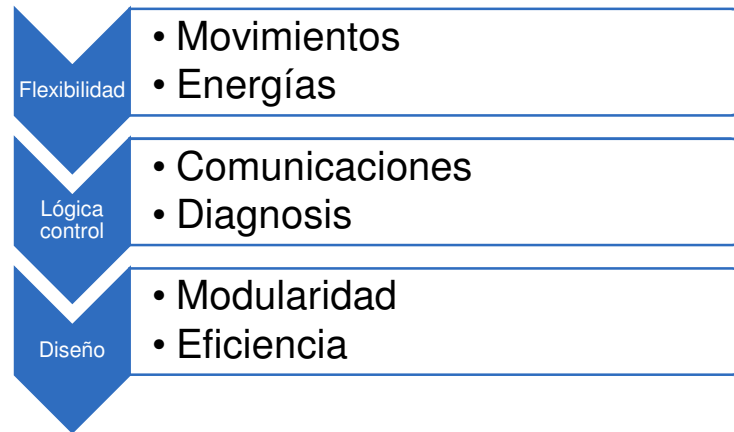 Flexibilidad
• Movimientos
• Energías
Lógica
control
• Comunicaciones
• Diagnosis
Diseño
• Modularidad
• Eficiencia